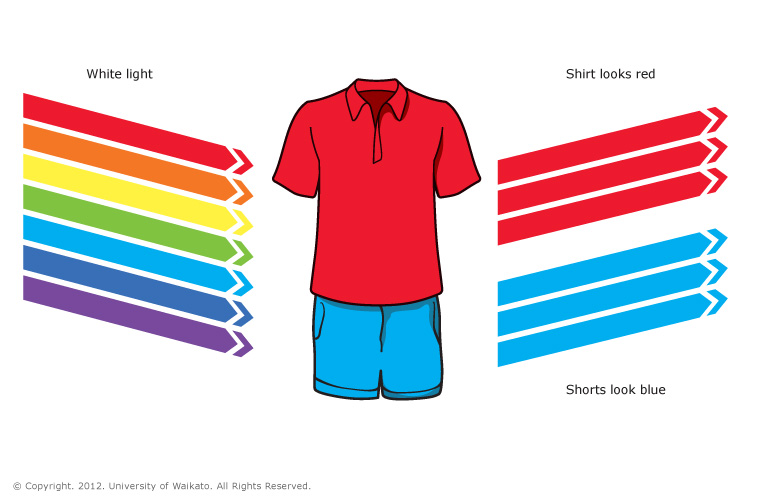 White light
Shirt looks red
Shorts look blue
© Copyright. 2012. University of Waikato. All Rights Reserved.